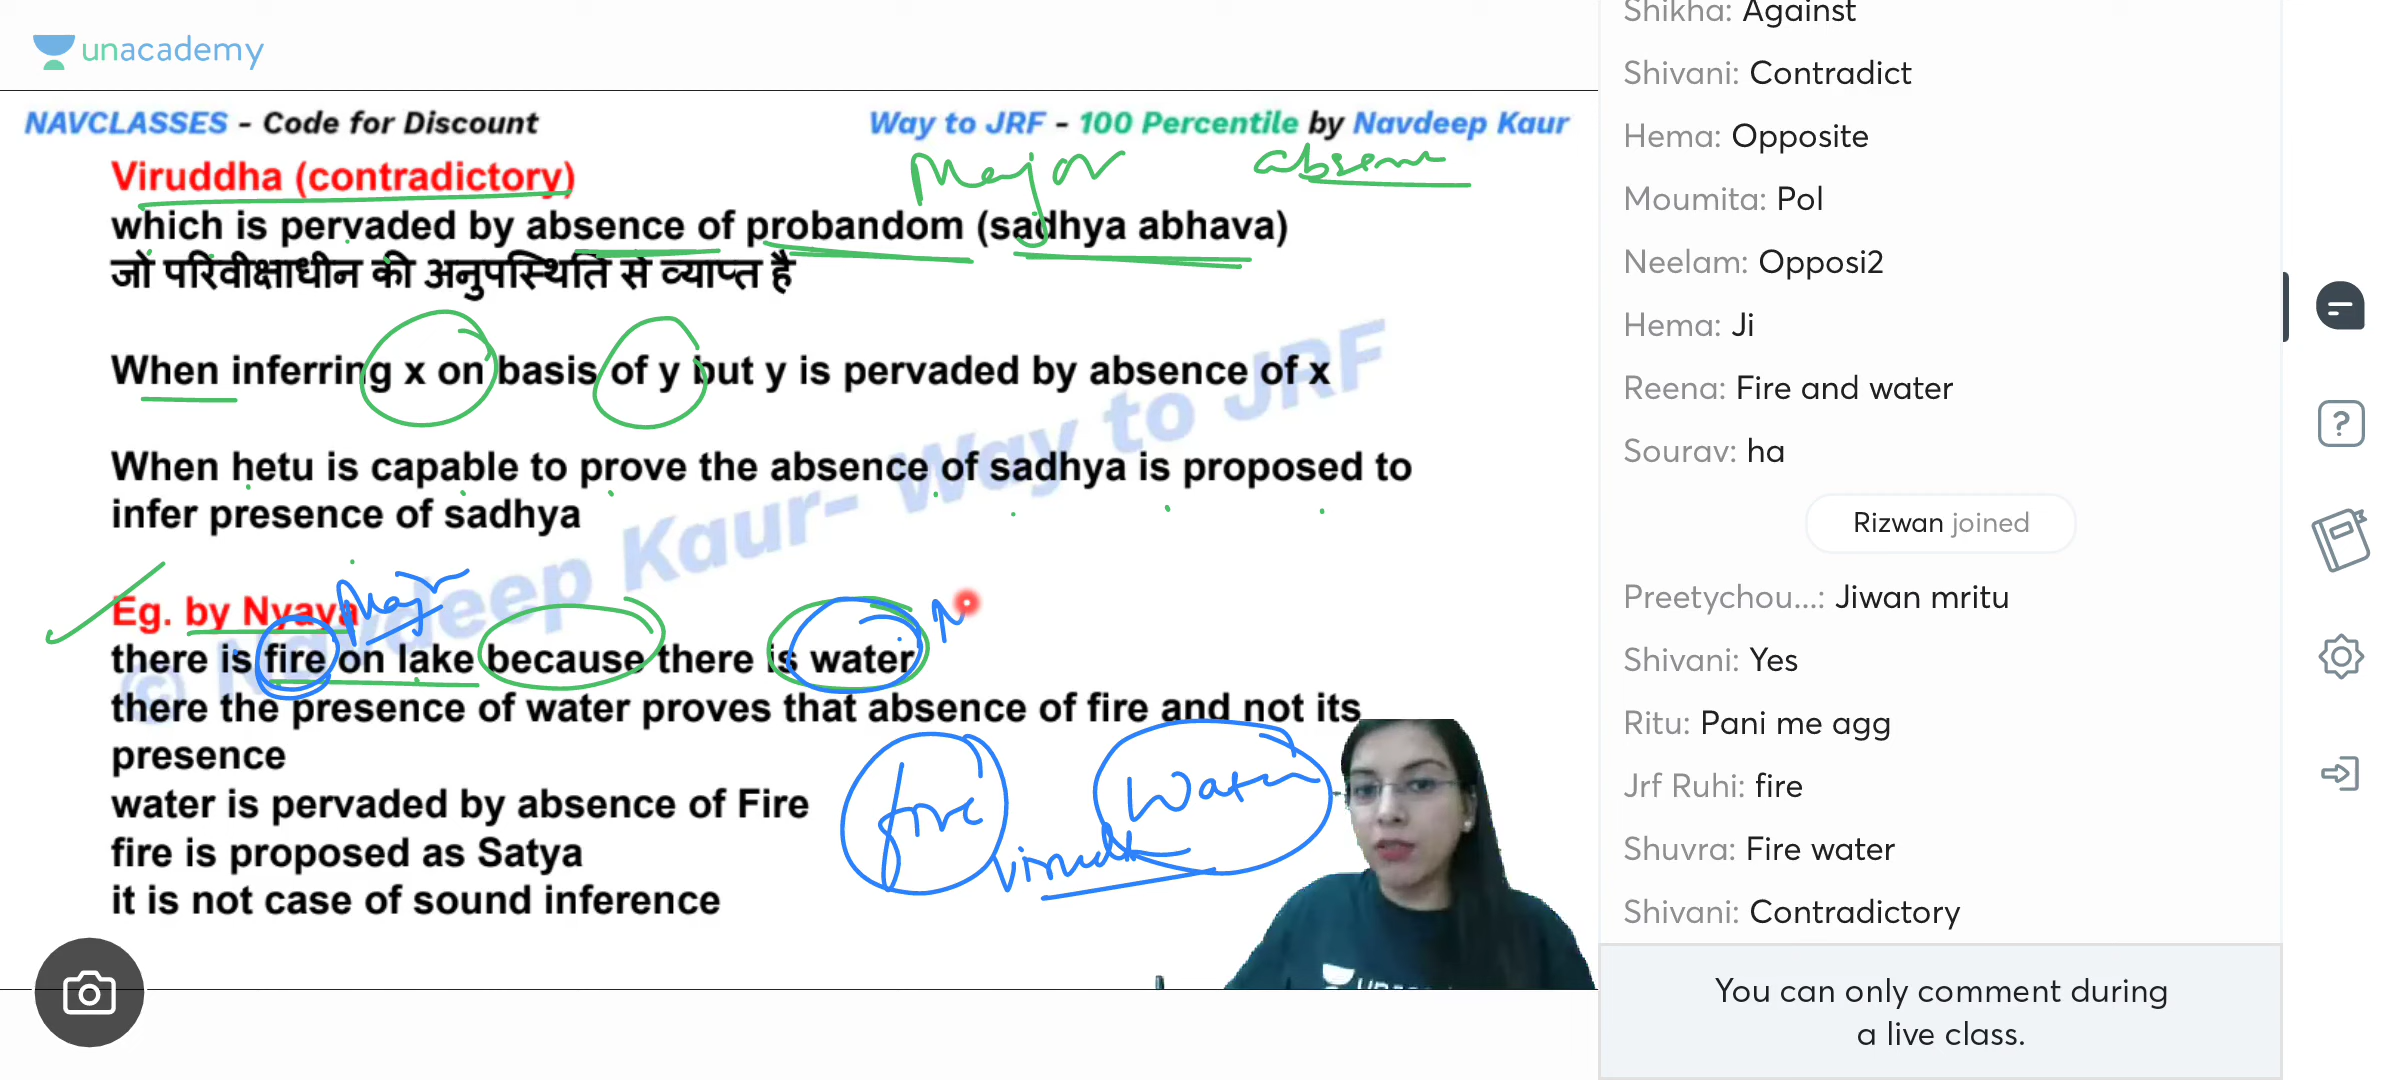 unacademy
NAVCLASSES - Code for Discount
Way to JRF - 100 Percentile by Navdeep Kaur
Major
Viruddha (contradictory)
which is pervaded by absence of probandom (sadhya abhava)
जो परिवीक्षाधीन की अनुपस्थिति से व्याप्त है
When inferring x on basis of y but y is pervaded by absence of x
When hetu is capable to prove the absence of sadhya is proposed to
infer presence of sadhya
Eg. by Nyaya
there is fire on lake because there is water
there the presence of water proves that absence of fire and not its
presence
water is pervaded by absence of Fire
fire is proposed as Satya
it is not case of sound inference
fire
Water
© Navdeep Kaur- Way to JRF
Shikha: Against
Shivani: Contradict
Hema: Opposite
Moumita: Pol
Neelam: Opposi2
Hema: Ji
Reena: Fire and water
Sourav: ha
Rizwan joined
Preetychou...: Jiwan mritu
Shivani: Yes
Ritu: Pani me agg
Jrf Ruhi: fire
Shuvra: Fire water
Shivani: Contradictory
You can only comment during
a live class.